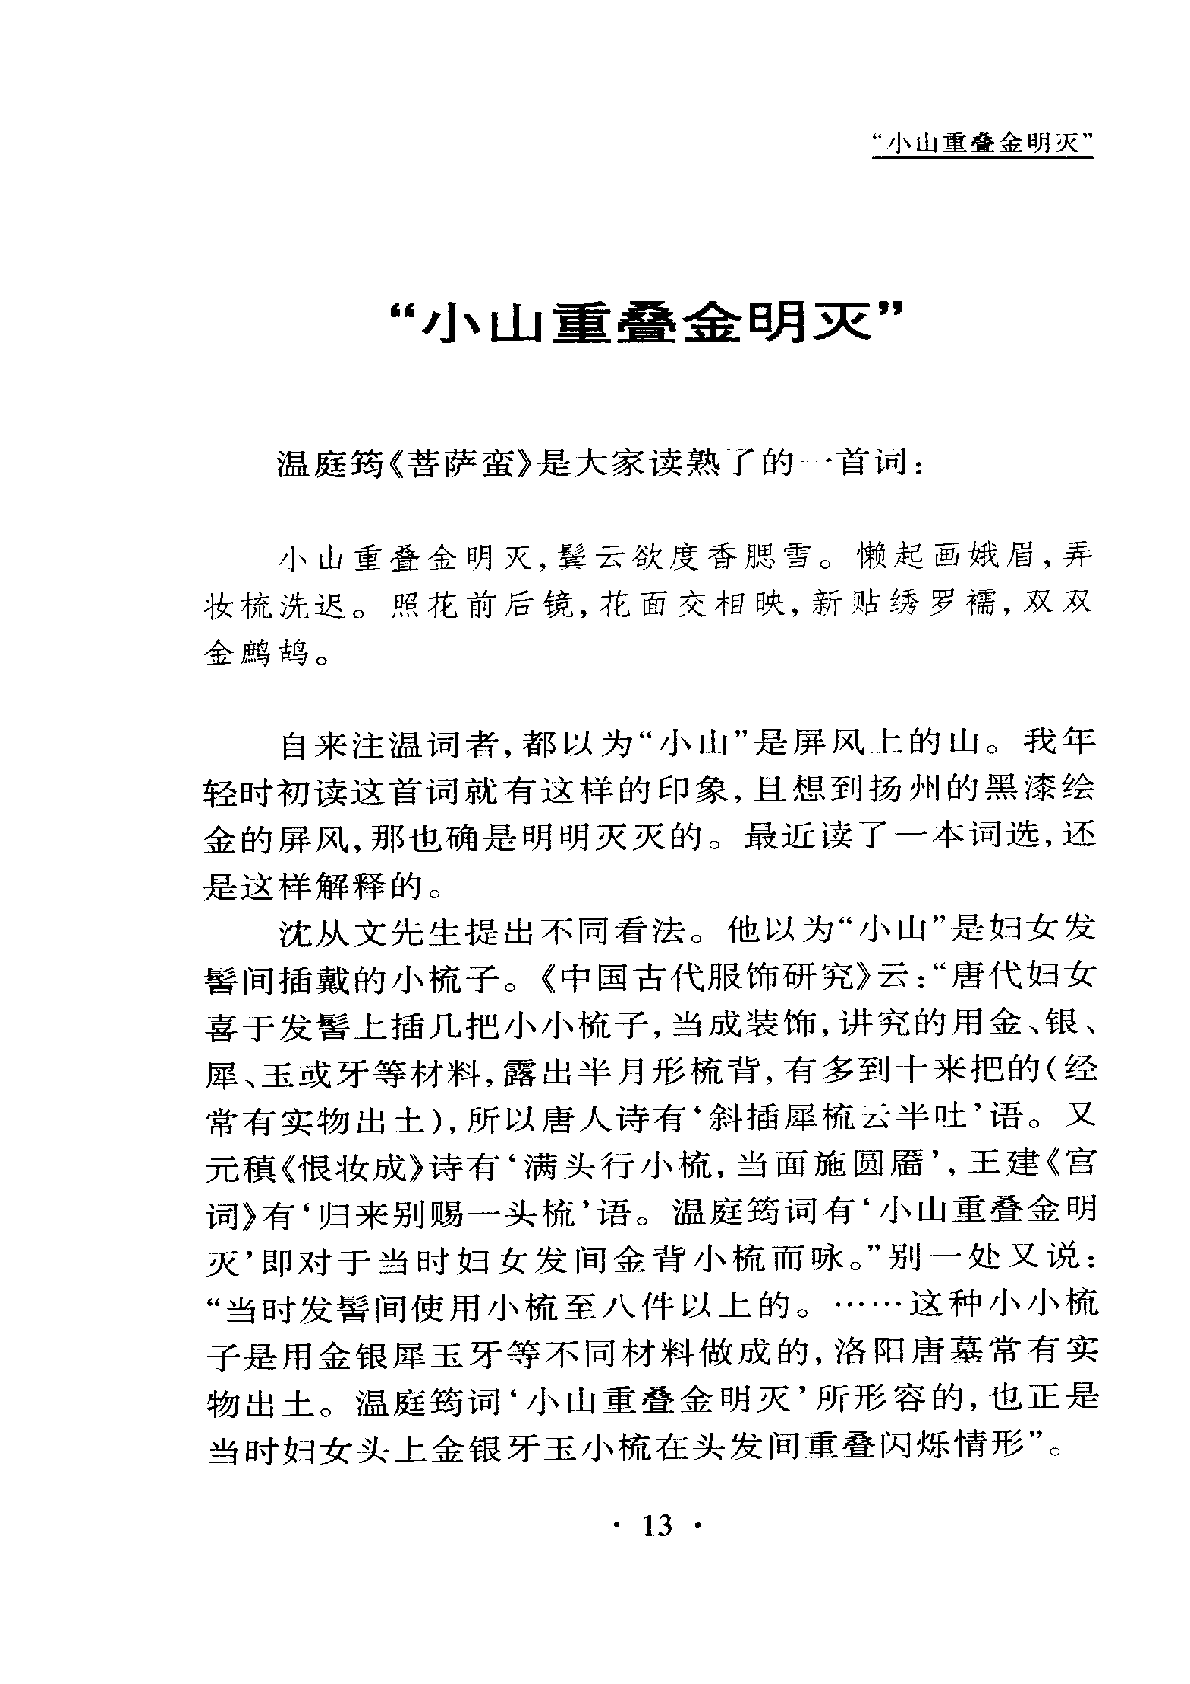 “小山重叠金明灭”
“小山重叠金明灭”
温庭筠《菩萨蛮》是大家读熟了的一首词：
小山重叠金明灭，鬓云欲度香腮雪。懒起画娥眉，弄
妆梳洗迟。照花前后镜，花面交相映，新贴绣罗襦，双双
金鹧鸪。
自来注温词者，都以为“小山”是屏风上的山。我年
轻时初读这首词就有这样的印象，且想到扬州的黑漆绘
金的屏风，那也确是明明灭灭的。最近读了一本词选，还
是这样解释的。
沈从文先生提出不同看法。他以为“小山”是妇女发
髻间插戴的小梳子。《中国古代服饰研究》云：“唐代妇女
喜于发髻上插几把小小梳子，当成装饰，讲究的用金、银、
犀、玉或牙等材料，露出半月形梳背，有多到十来把的（经
常有实物出土），所以唐人诗有‘斜插犀梳云半吐’语。又
元稹《恨妆成》诗有‘满头行小梳，当面施圆靥’，王建《宫
词》有‘归来别赐一头梳’语。温庭筠词有‘小山重叠金明
灭’即对于当时妇女发间金背小梳而咏。”别一处又说：
“当时发髻间使用小梳至八件以上的。……这种小小梳
子是用金银犀玉牙等不同材料做成的，洛阳唐墓常有实
物出土。温庭筠词‘小山重叠金明灭’所形容的，也正是
当时妇女头上金银牙玉小梳在头发间重叠闪烁情形”。
· 13 ·